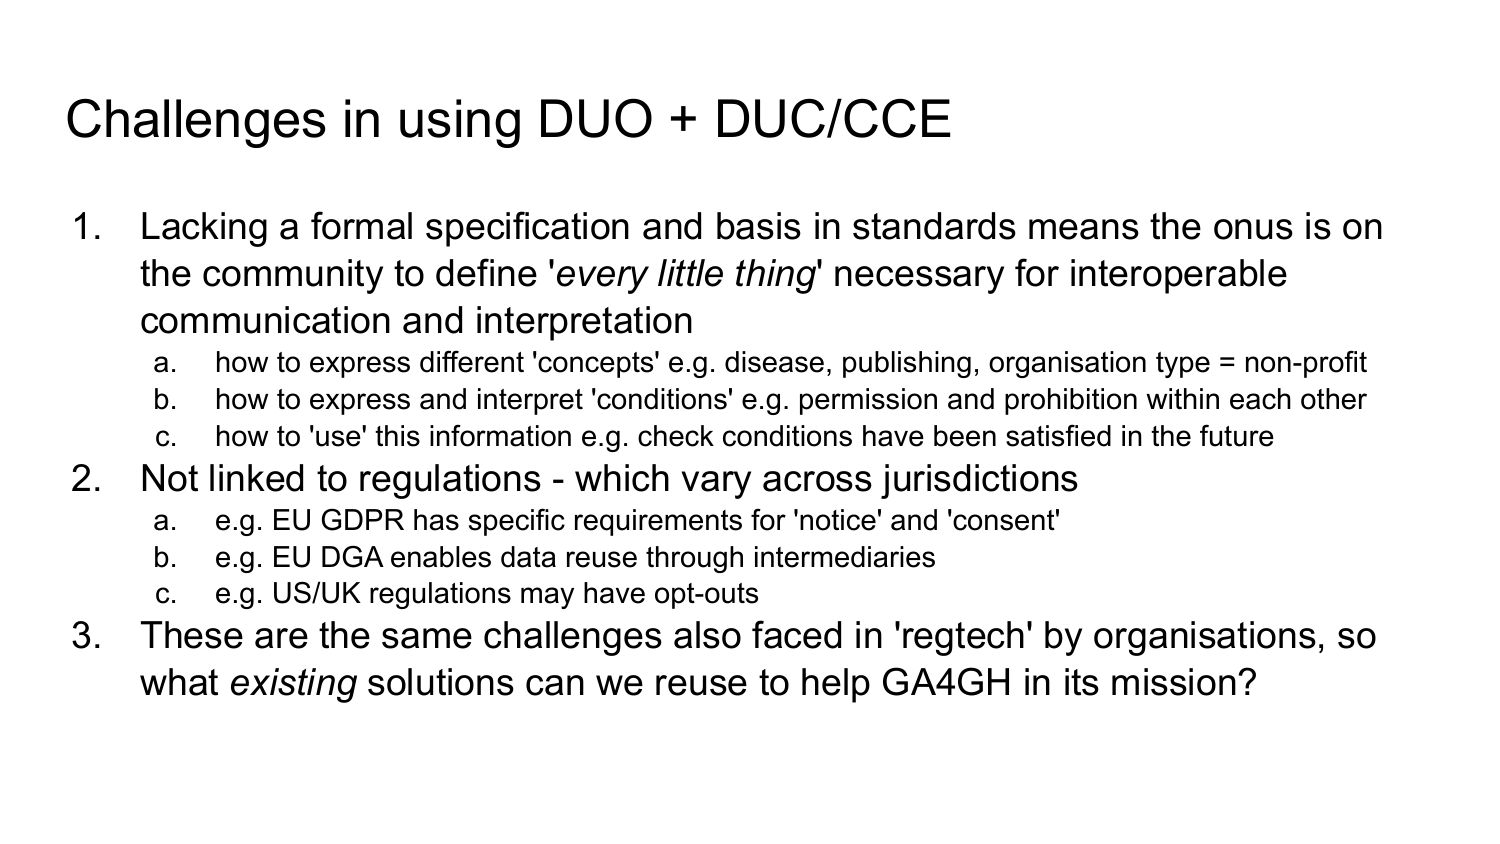 Challenges in using DUO + DUC/CCE
1. Lacking a formal specification and basis in standards means the onus is on
the community to define 'every little thing' necessary for interoperable
communication and interpretation
a. how to express different 'concepts' e.g. disease, publishing, organisation type = non-profit
b. how to express and interpret 'conditions' e.g. permission and prohibition within each other
c. how to 'use' this information e.g. check conditions have been satisfied in the future
2. Not linked to regulations - which vary across jurisdictions
a. e.g. EU GDPR has specific requirements for 'notice' and 'consent'
b. e.g. EU DGA enables data reuse through intermediaries
c. e.g. US/UK regulations may have opt-outs
3. These are the same challenges also faced in 'regtech' by organisations, so
what existing solutions can we reuse to help GA4GH in its mission?